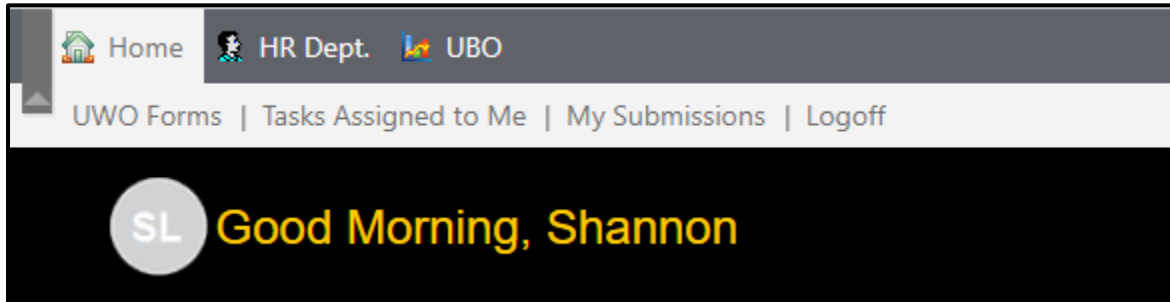 Home HR Dept. UBO
UWO Forms | Tasks Assigned to Me | My Submissions | Logoff
SL Good Morning, Shannon